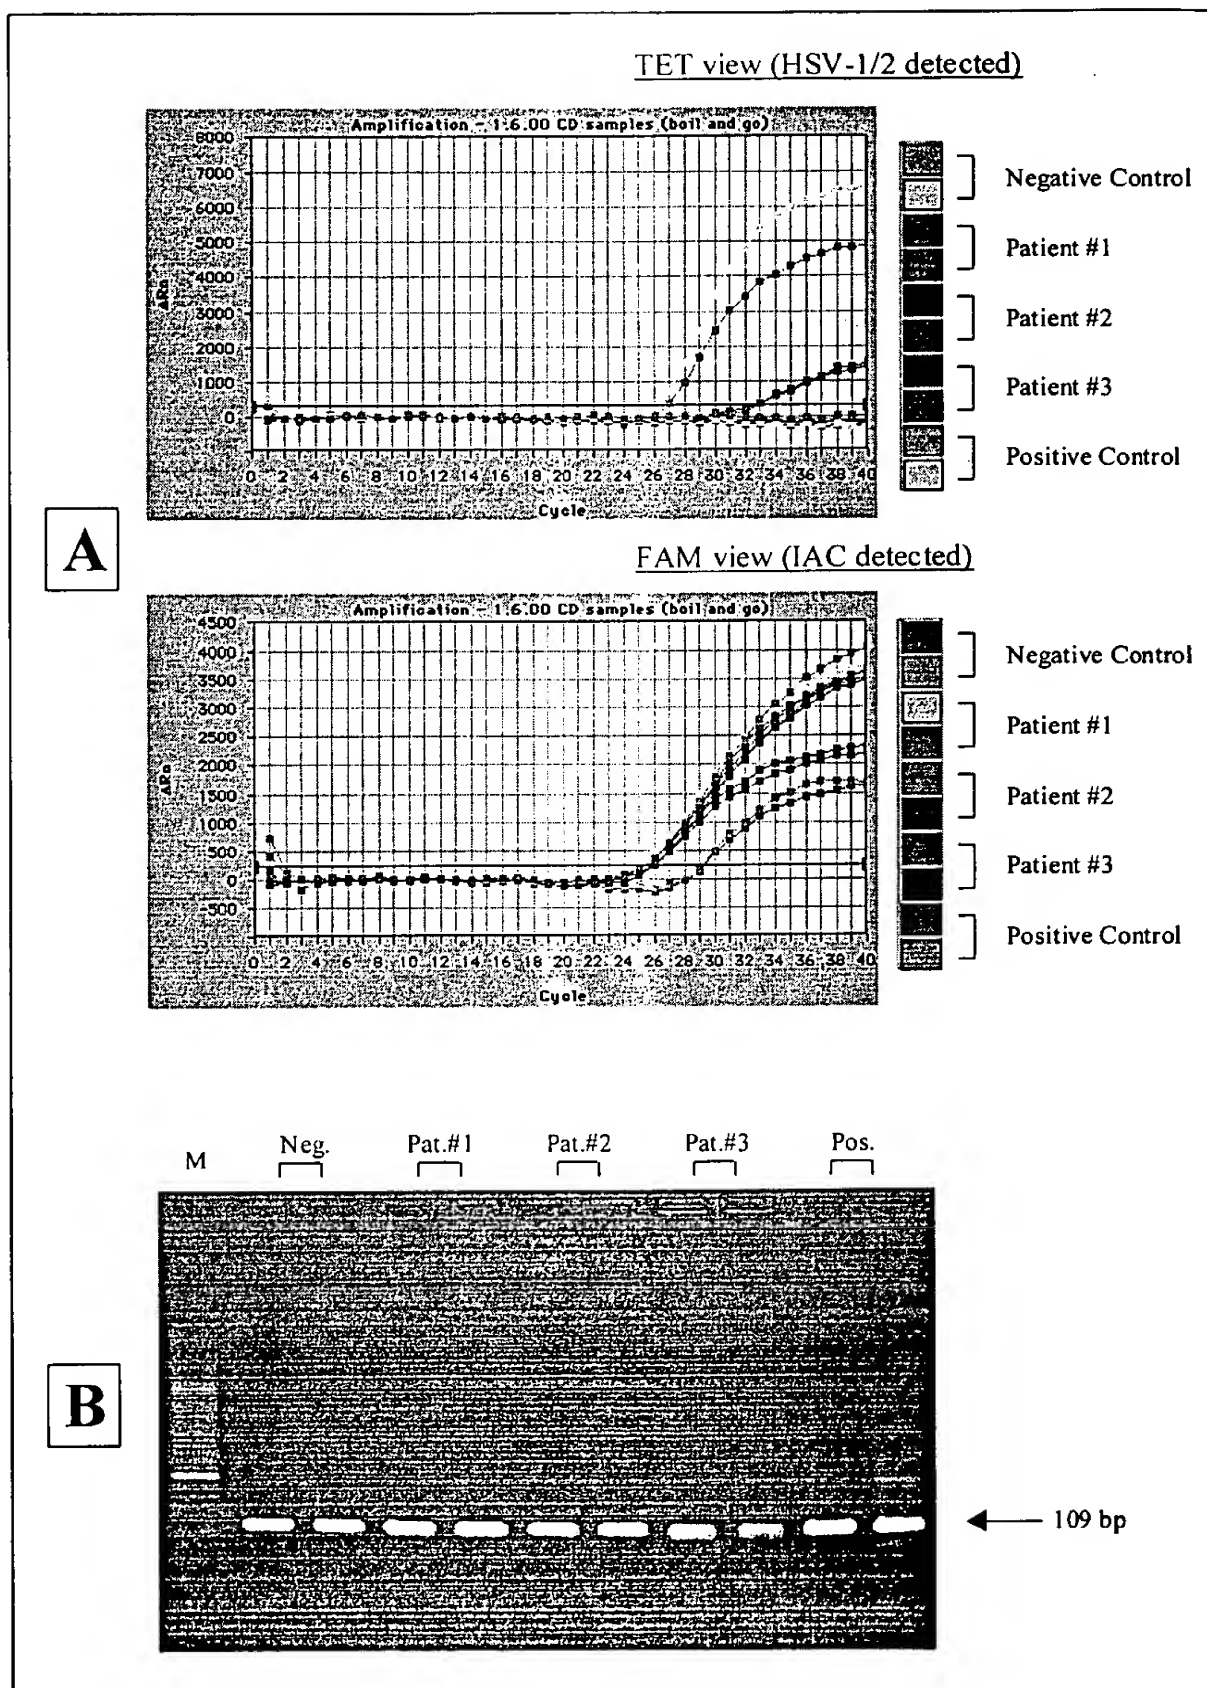 TET view (HSV-1/2 detected)
Amplification - 1.6.00 CD samples (boil and go)
8000
7000
6000
5000
4000
3000
2000
1000
0
ΔRn
0 2 4 6 8 10 12 14 16 18 20 22 24 26 28 30 32 34 36 38 40
Cycle
Negative Control
Patient #1
Patient #2
Patient #3
Positive Control
A
FAM view (IAC detected)
Amplification - 1.6.00 CD samples (boil and go)
4500
4000
3500
3000
2500
2000
1500
1000
500
0
-500
ΔRn
0 2 4 6 8 10 12 14 16 18 20 22 24 26 28 30 32 34 36 38 40
Cycle
Negative Control
Patient #1
Patient #2
Patient #3
Positive Control
M Neg. Pat.#1 Pat.#2 Pat.#3 Pos.
B
109 bp